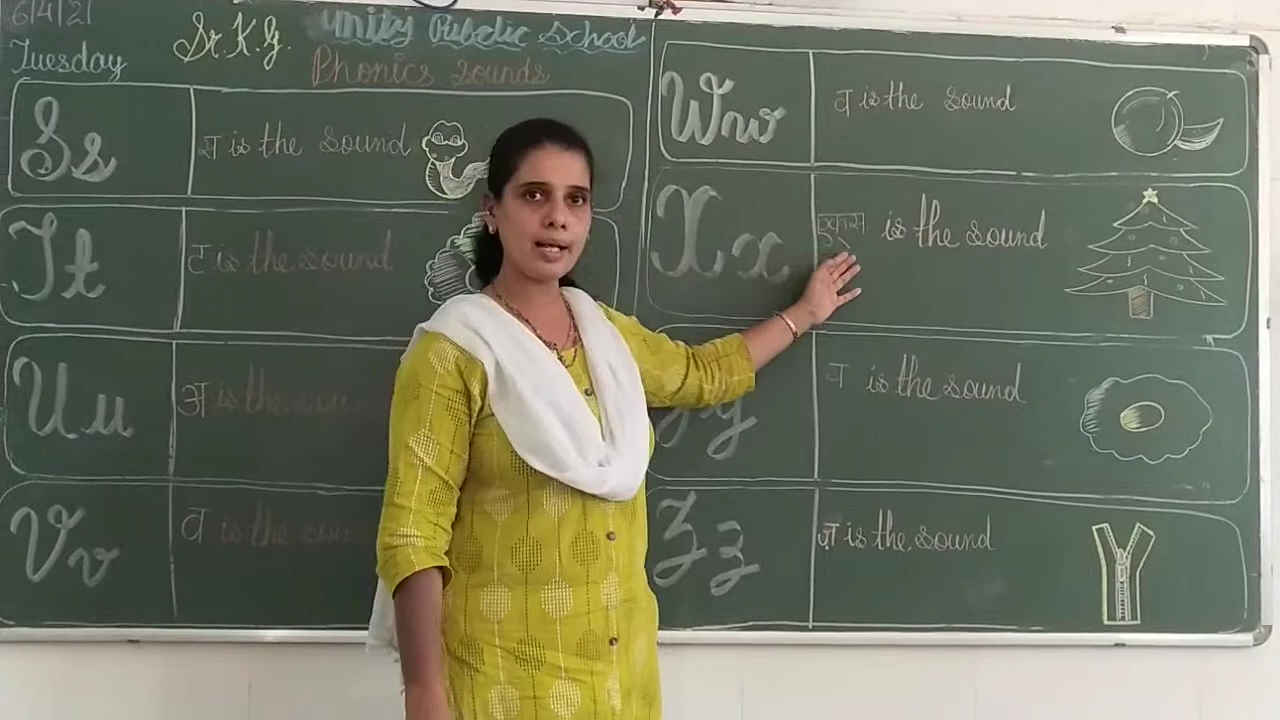 6/4/21
Tuesday
Sr. K.G.
Unity Public School
Phonics sounds
Ss
स is the sound
Tt
ट is the sound
Uu
अ is the soun
Vv
व is the soun
Ww
व is the sound
Xx
is the sound
y
य is the sound
Zz
ज़ is the sound